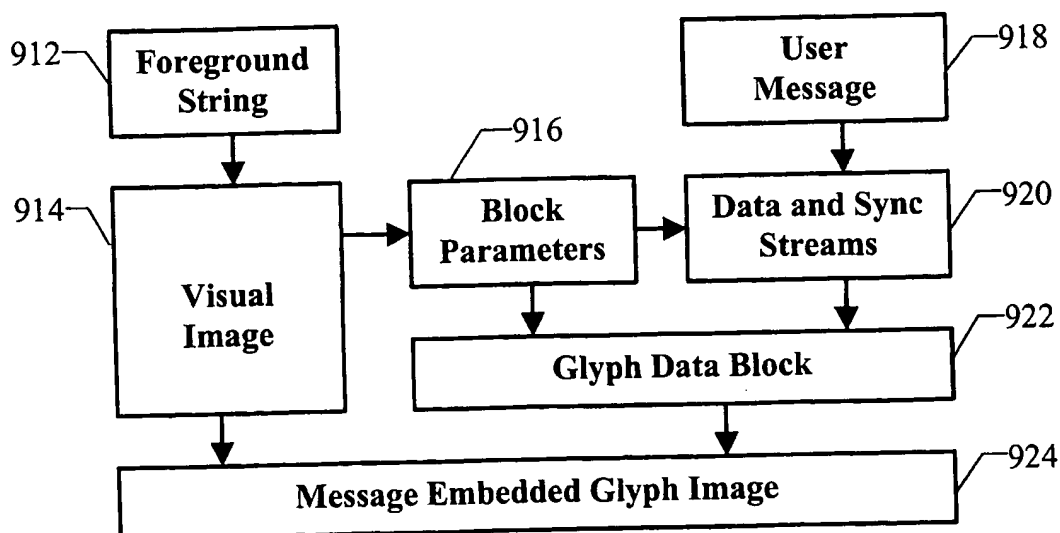 912
Foreground
String
User
Message
918
916
914
Visual
Image
Block
Parameters
Data and Sync
Streams
920
922
Glyph Data Block
924
Message Embedded Glyph Image